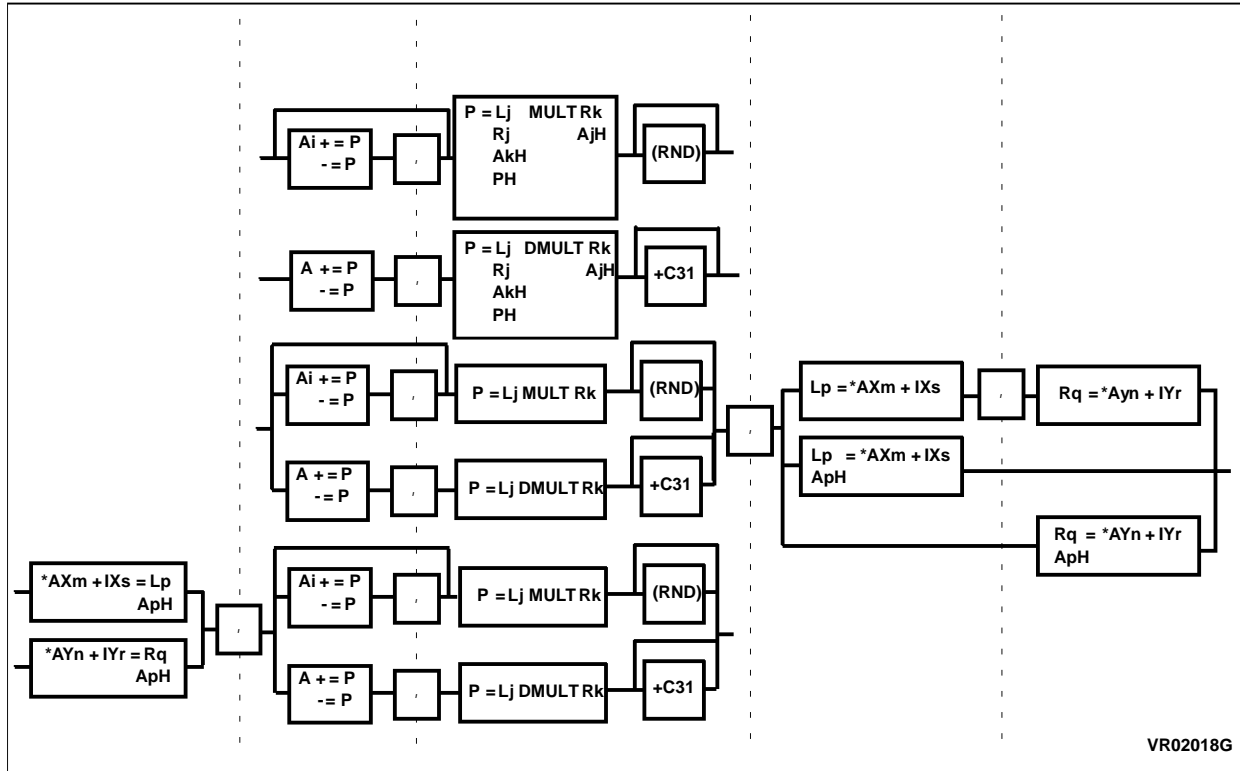 P = Lj MULT Rk
Rj AjH
AkH
PH
Ai + = P
- = P
,
(RND)
P = Lj DMULT Rk
Rj AjH
AkH
PH
A + = P
- = P
,
+C31
Ai + = P
- = P
,
P = Lj MULT Rk
(RND)
A + = P
- = P
,
P = Lj DMULT Rk
+C31
,
Lp = *AXm + IXs
,
Rq = *Ayn + IYr
Lp = *AXm + IXs
ApH
Rq = *AYn + IYr
ApH
*AXm + IXs = Lp
ApH
*AYn + IYr = Rq
ApH
,
Ai + = P
- = P
,
P = Lj MULT Rk
(RND)
A + = P
- = P
,
P = Lj DMULT Rk
+C31
VR02018G